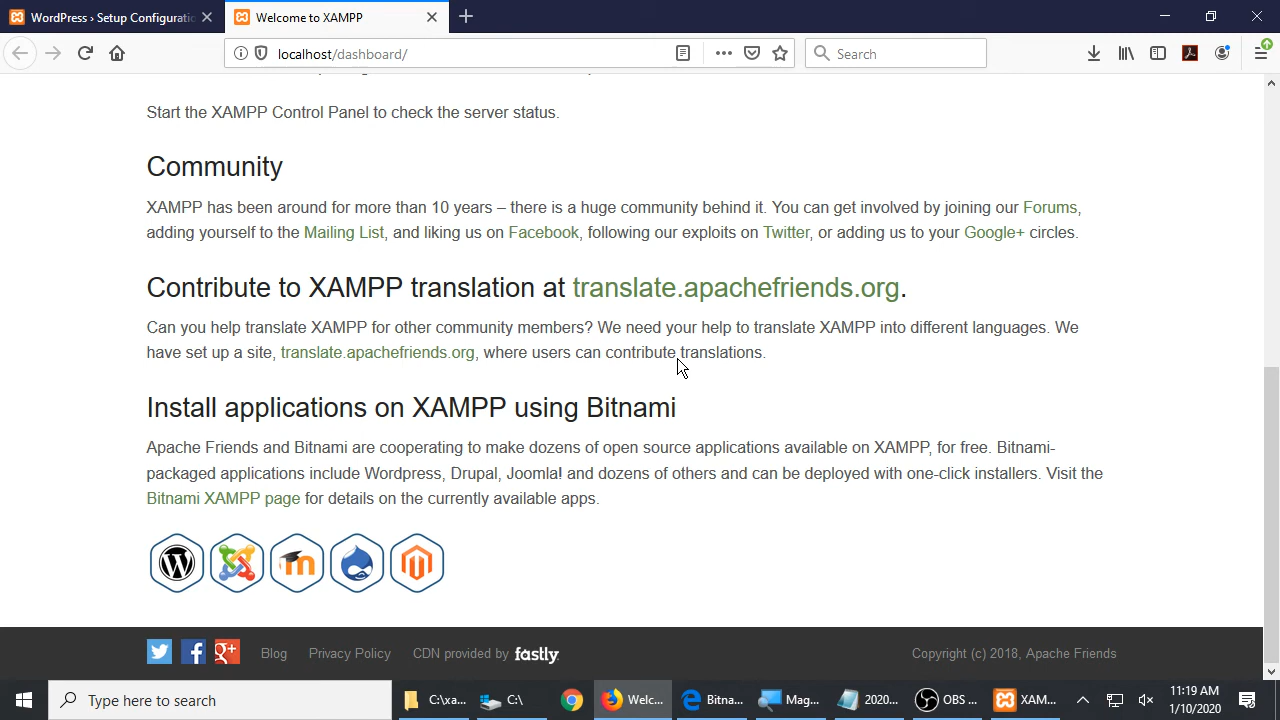 WordPress › Setup Configuratio
Welcome to XAMPP
localhost/dashboard/
Search
Start the XAMPP Control Panel to check the server status.
Community
XAMPP has been around for more than 10 years – there is a huge community behind it. You can get involved by joining our Forums,
adding yourself to the Mailing List, and liking us on Facebook, following our exploits on Twitter, or adding us to your Google+ circles.
Contribute to XAMPP translation at translate.apachefriends.org.
Can you help translate XAMPP for other community members? We need your help to translate XAMPP into different languages. We
have set up a site, translate.apachefriends.org, where users can contribute translations.
Install applications on XAMPP using Bitnami
Apache Friends and Bitnami are cooperating to make dozens of open source applications available on XAMPP, for free. Bitnami-
packaged applications include Wordpress, Drupal, Joomla! and dozens of others and can be deployed with one-click installers. Visit the
Bitnami XAMPP page for details on the currently available apps.
Blog
Privacy Policy
CDN provided by fastly
Copyright (c) 2018, Apache Friends
Type here to search
C:\xa...
C:\
Welc...
Bitna...
Mag...
2020...
OBS ...
XAM...
11:19 AM
1/10/2020